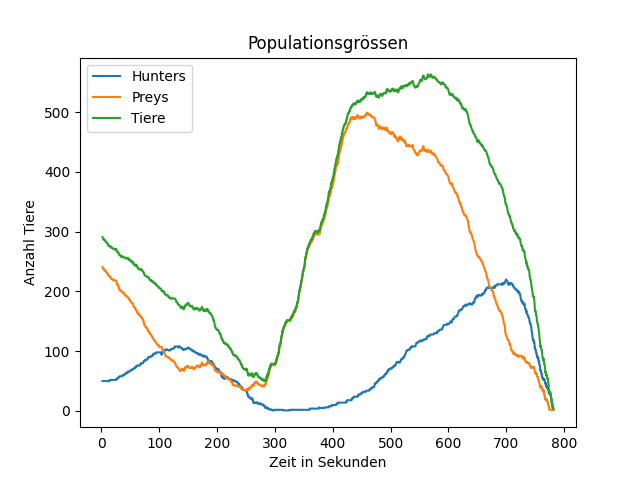 Populationsgrössen
Hunters
Preys
Tiere
Anzahl Tiere
500
400
300
200
100
0
0 100 200 300 400 500 600 700 800
Zeit in Sekunden